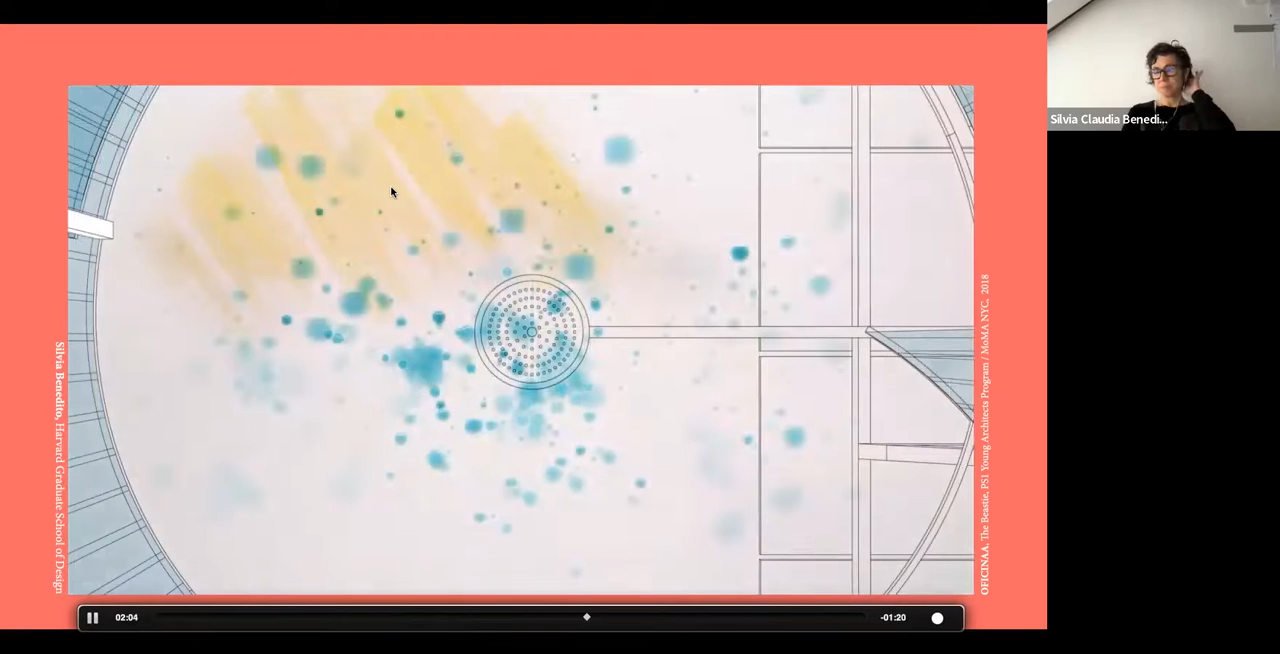 Silvia Claudia Benedi...
Silvia Benedito, Harvard Graduate School of Design
OFICINAA, The Beastie, PS1 Young Architects Program / MoMA NYC, 2018
02:04
-01:20